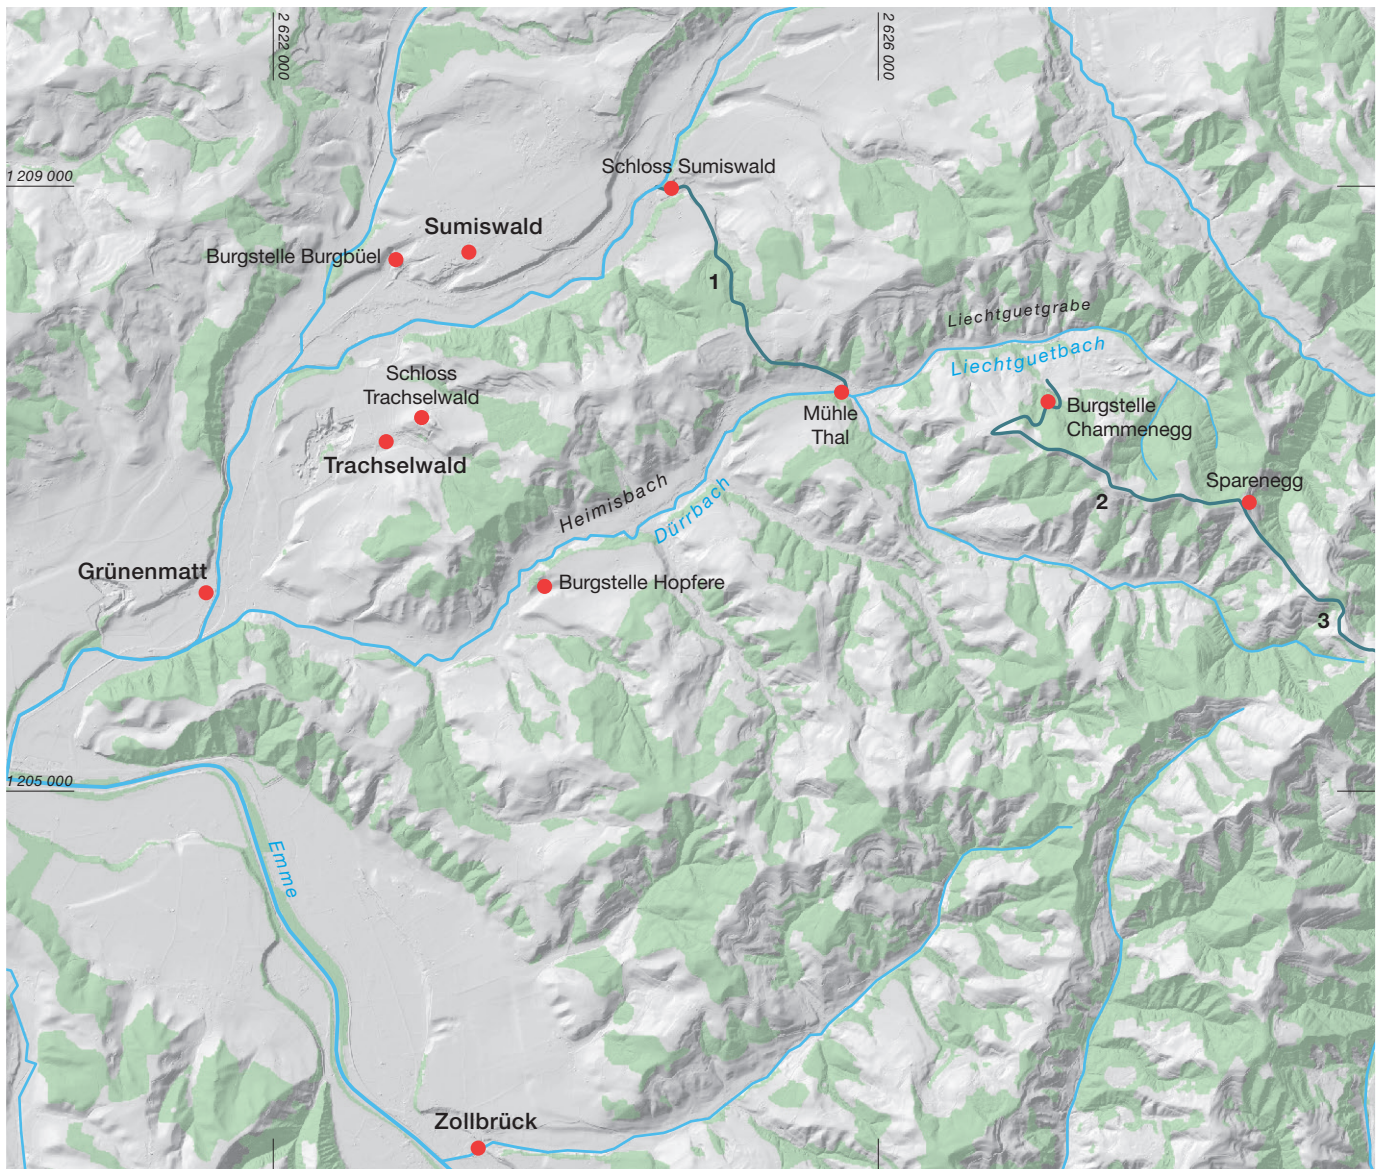 2 622 000
2 626 000
1 209 000
Schloss Sumiswald
Sumiswald
Burgstelle Burgbüel
1
Liechtguetgrabe
Liechtguetbach
Schloss
Trachselwald
Trachselwald
Mühle
Thal
Burgstelle
Chammenegg
Sparenegg
2
Heimisbach
Dürrbach
Grünenmatt
Burgstelle Hopfere
3
1 205 000
Emme
Zollbrück